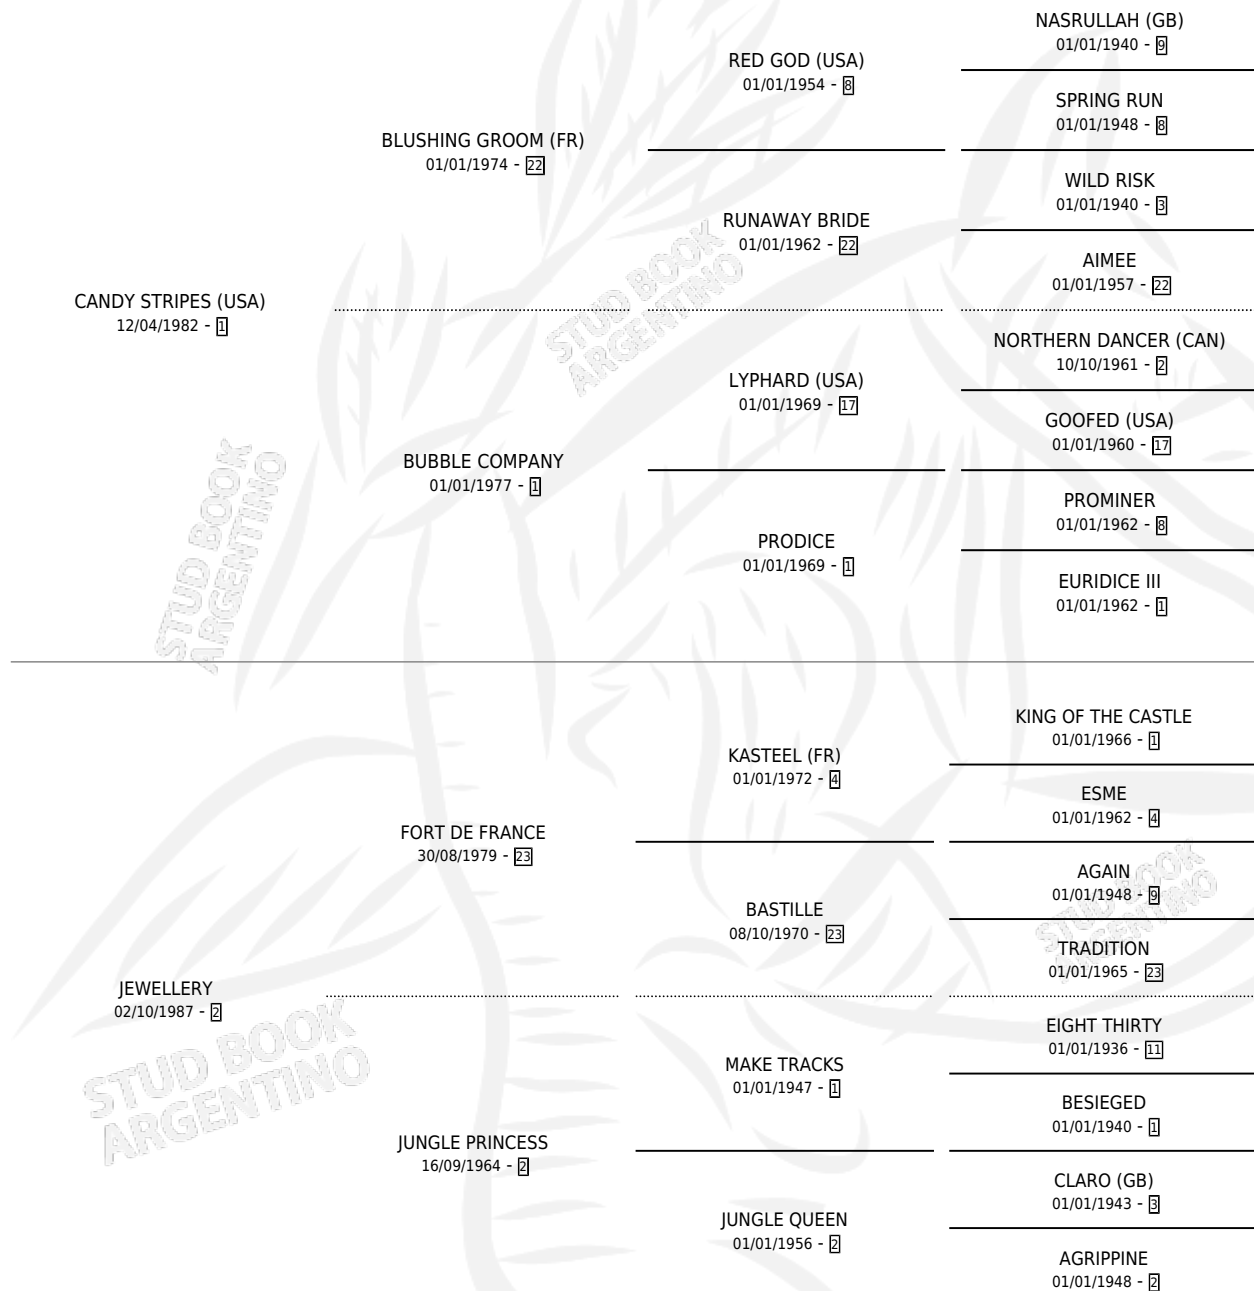 NASRULLAH (GB)
01/01/1940 - 9
RED GOD (USA)
01/01/1954 - 8
SPRING RUN
01/01/1948 - 8
BLUSHING GROOM (FR)
01/01/1974 - 22
WILD RISK
01/01/1940 - 3
RUNAWAY BRIDE
01/01/1962 - 22
AIMEE
01/01/1957 - 22
CANDY STRIPES (USA)
12/04/1982 - 1
NORTHERN DANCER (CAN)
10/10/1961 - 2
LYPHARD (USA)
01/01/1969 - 17
GOOFED (USA)
01/01/1960 - 17
BUBBLE COMPANY
01/01/1977 - 1
PROMINER
01/01/1962 - 8
PRODICE
01/01/1969 - 1
EURIDICE III
01/01/1962 - 1
KING OF THE CASTLE
01/01/1966 - 1
KASTEEL (FR)
01/01/1972 - 4
ESME
01/01/1962 - 4
FORT DE FRANCE
30/08/1979 - 23
AGAIN
01/01/1948 - 9
BASTILLE
08/10/1970 - 23
TRADITION
01/01/1965 - 23
JEWELLERY
02/10/1987 - 2
EIGHT THIRTY
01/01/1936 - 11
MAKE TRACKS
01/01/1947 - 1
BESIEGED
01/01/1940 - 1
JUNGLE PRINCESS
16/09/1964 - 2
CLARO (GB)
01/01/1943 - 3
JUNGLE QUEEN
01/01/1956 - 2
AGRIPPINE
01/01/1948 - 2
STUD BOOK
ARGENTINO
STUD BOOK
ARGENTINO
STUD BOOK
ARGENTINO
STUD BOOK
ARGENTINO